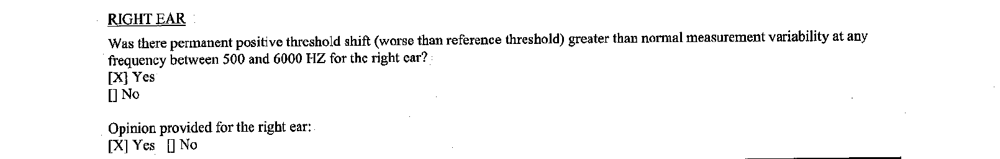 RIGHT EAR
Was there permanent positive threshold shift (worse than reference threshold) greater than normal measurement variability at any
frequency between 500 and 6000 HZ for the right ear?
[X] Yes
[] No
Opinion provided for the right ear:
[X] Yes [] No